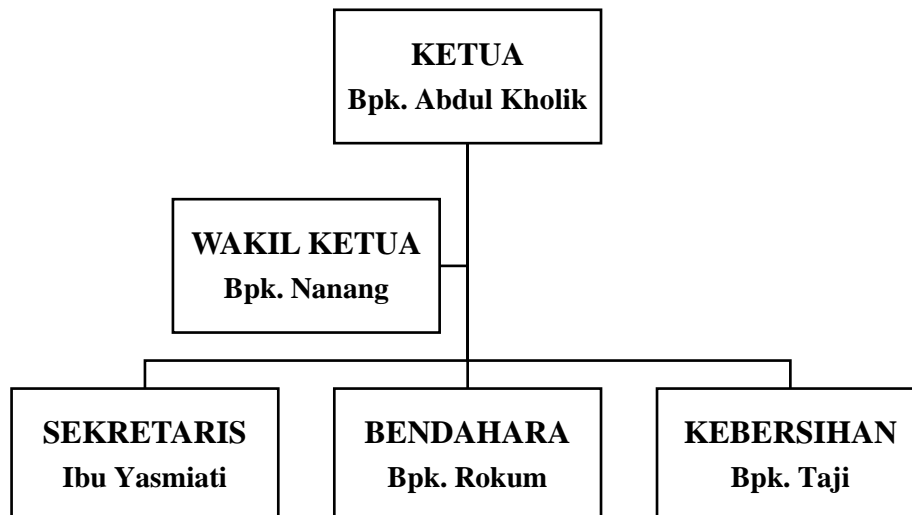 KETUA
Bpk. Abdul Kholik
WAKIL KETUA
Bpk. Nanang
SEKRETARIS
Ibu Yasmiati
BENDAHARA
Bpk. Rokum
KEBERSIHAN
Bpk. Taji